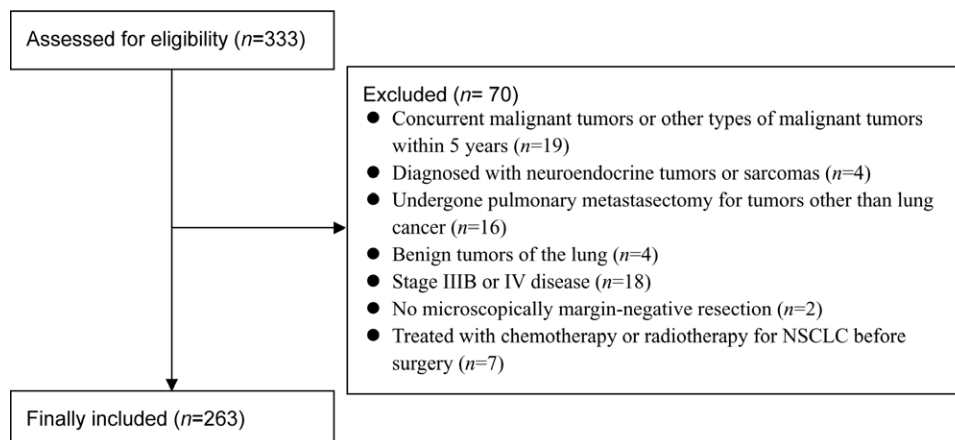 Assessed for eligibility (n=333)
Excluded (n= 70)
● Concurrent malignant tumors or other types of malignant tumors
within 5 years (n=19)
● Diagnosed with neuroendocrine tumors or sarcomas (n=4)
● Undergone pulmonary metastasectomy for tumors other than lung
cancer (n=16)
● Benign tumors of the lung (n=4)
● Stage IIIB or IV disease (n=18)
● No microscopically margin-negative resection (n=2)
● Treated with chemotherapy or radiotherapy for NSCLC before
surgery (n=7)
Finally included (n=263)